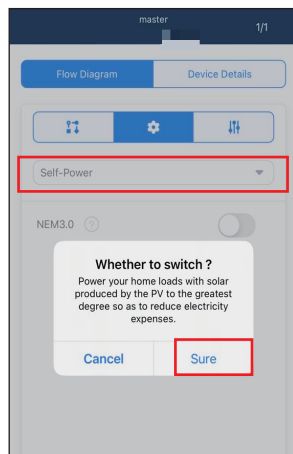 master
1/1
Flow Diagram
Device Details
Self-Power
NEM3.0 ?
Whether to switch ?
Power your home loads with solar
produced by the PV to the greatest
degree so as to reduce electricity
expenses.
Cancel
Sure